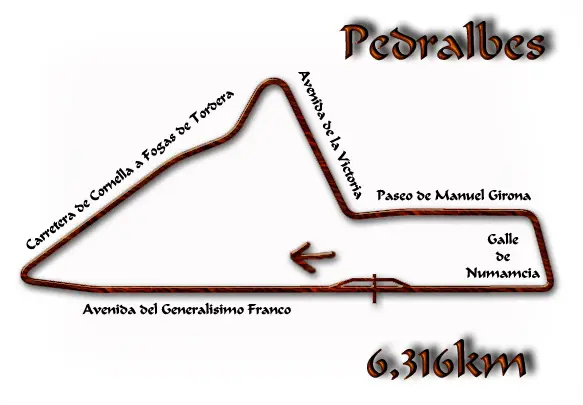 Pedralbes
Carretera de Cornella a Fogas de Tordera
Avenida de la Victoria
Paseo de Manuel Girona
Galle
de
Numamcia
Avenida del Generalisimo Franco
6,316km